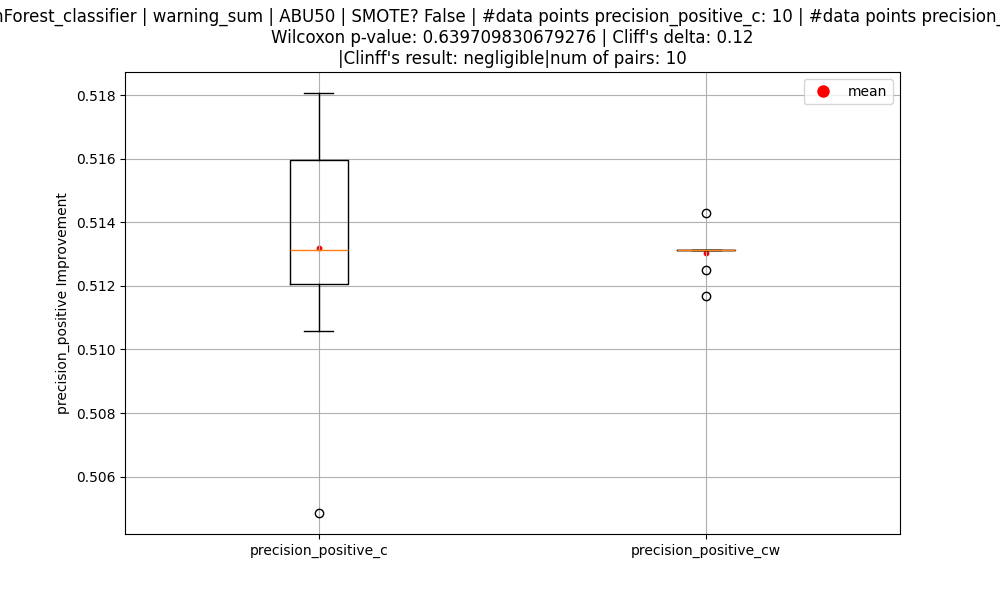 nForest_classifier | warning_sum | ABU50 | SMOTE? False | #data points precision_positive_c: 10 | #data points precision_
Wilcoxon p-value: 0.639709830679276 | Cliff's delta: 0.12
|Clinff's result: negligible|num of pairs: 10
mean
0.518
0.516
0.514
0.512
0.510
0.508
0.506
precision_positive Improvement
precision_positive_c
precision_positive_cw